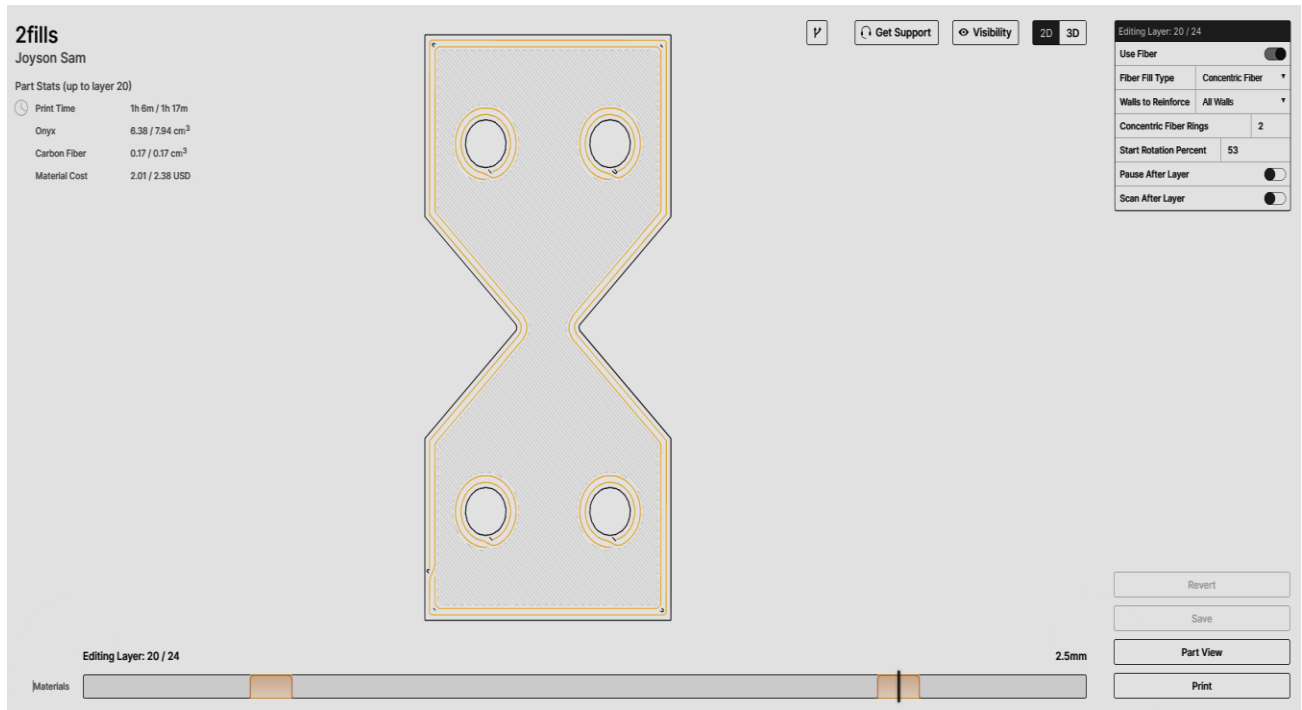 2fills
Joyson Sam
Part Stats (up to layer 20)
Print Time 1h 6m / 1h 17m
Onyx 6.38 / 7.94 cm³
Carbon Fiber 0.17 / 0.17 cm³
Material Cost 2.01 / 2.38 USD
Get Support Visibility 2D 3D
Editing Layer: 20 / 24
Use Fiber
Fiber Fill Type Concentric Fiber
Walls to Reinforce All Walls
Concentric Fiber Rings 2
Start Rotation Percent 53
Pause After Layer
Scan After Layer
Revert
Save
Part View
Print
Editing Layer: 20 / 24 2.5mm
Materials